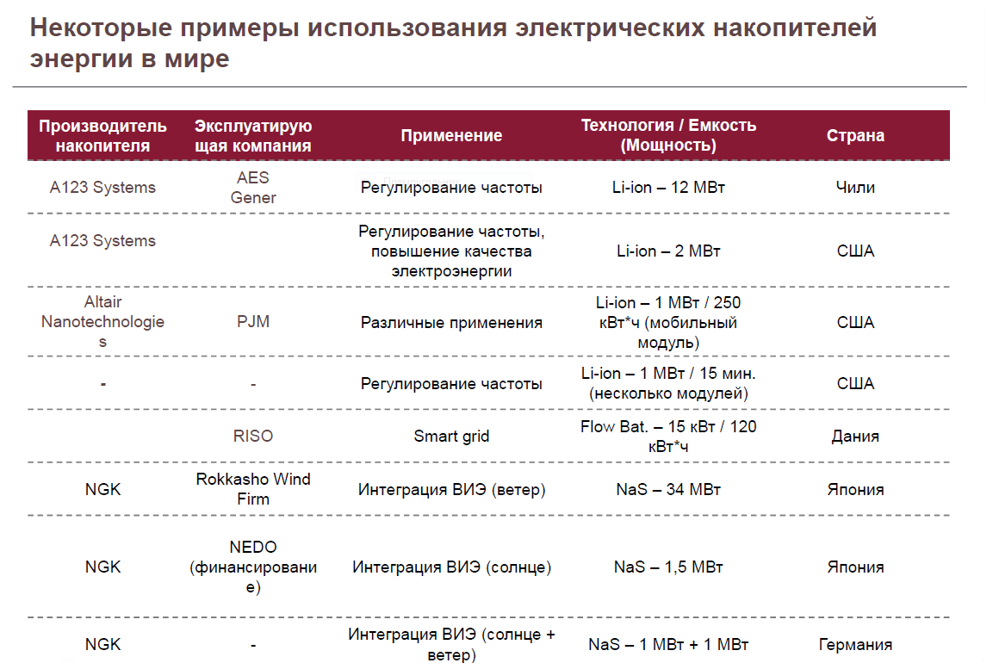 Некоторые примеры использования электрических накопителей
энергии в мире
Производитель
накопителя
Эксплуатирую
щая компания
Применение
Технология / Емкость
(Мощность)
Страна
A123 Systems
AES
Gener
Регулирование частоты
Li-ion – 12 МВт
Чили
A123 Systems
Регулирование частоты,
повышение качества
электроэнергии
Li-ion – 2 МВт
США
Altair
Nanotechnologie
s
PJM
Различные применения
Li-ion – 1 МВт / 250
кВт*ч (мобильный
модуль)
США
-
-
Регулирование частоты
Li-ion – 1 МВт / 15 мин.
(несколько модулей)
США
RISO
Smart grid
Flow Bat. – 15 кВт / 120
кВт*ч
Дания
NGK
Rokkasho Wind
Firm
Интеграция ВИЭ (ветер)
NaS – 34 МВт
Япония
NGK
NEDO
(финансировани
е)
Интеграция ВИЭ (солнце)
NaS – 1,5 МВт
Япония
NGK
-
Интеграция ВИЭ (солнце +
ветер)
NaS – 1 МВт + 1 МВт
Германия